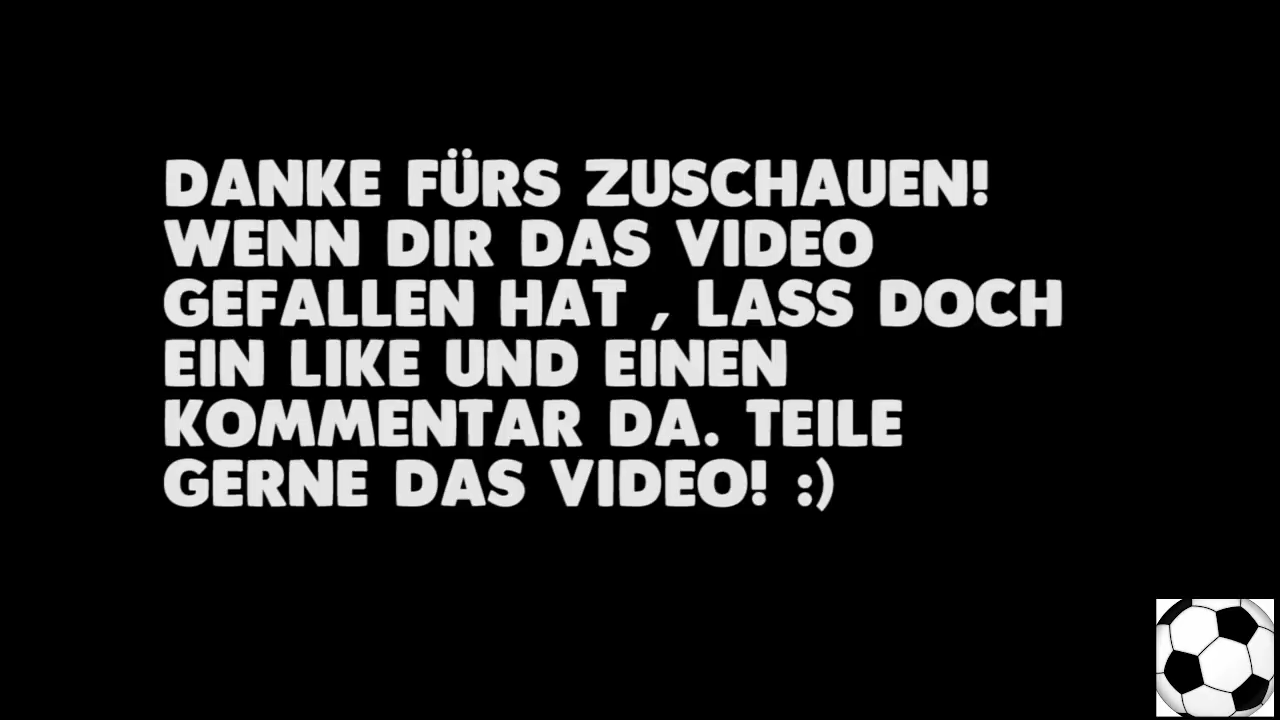 DANKE FÜRS ZUSCHAUEN!
WENN DIR DAS VIDEO
GEFALLEN HAT , LASS DOCH
EIN LIKE UND EINEN
KOMMENTAR DA. TEILE
GERNE DAS VIDEO! :)